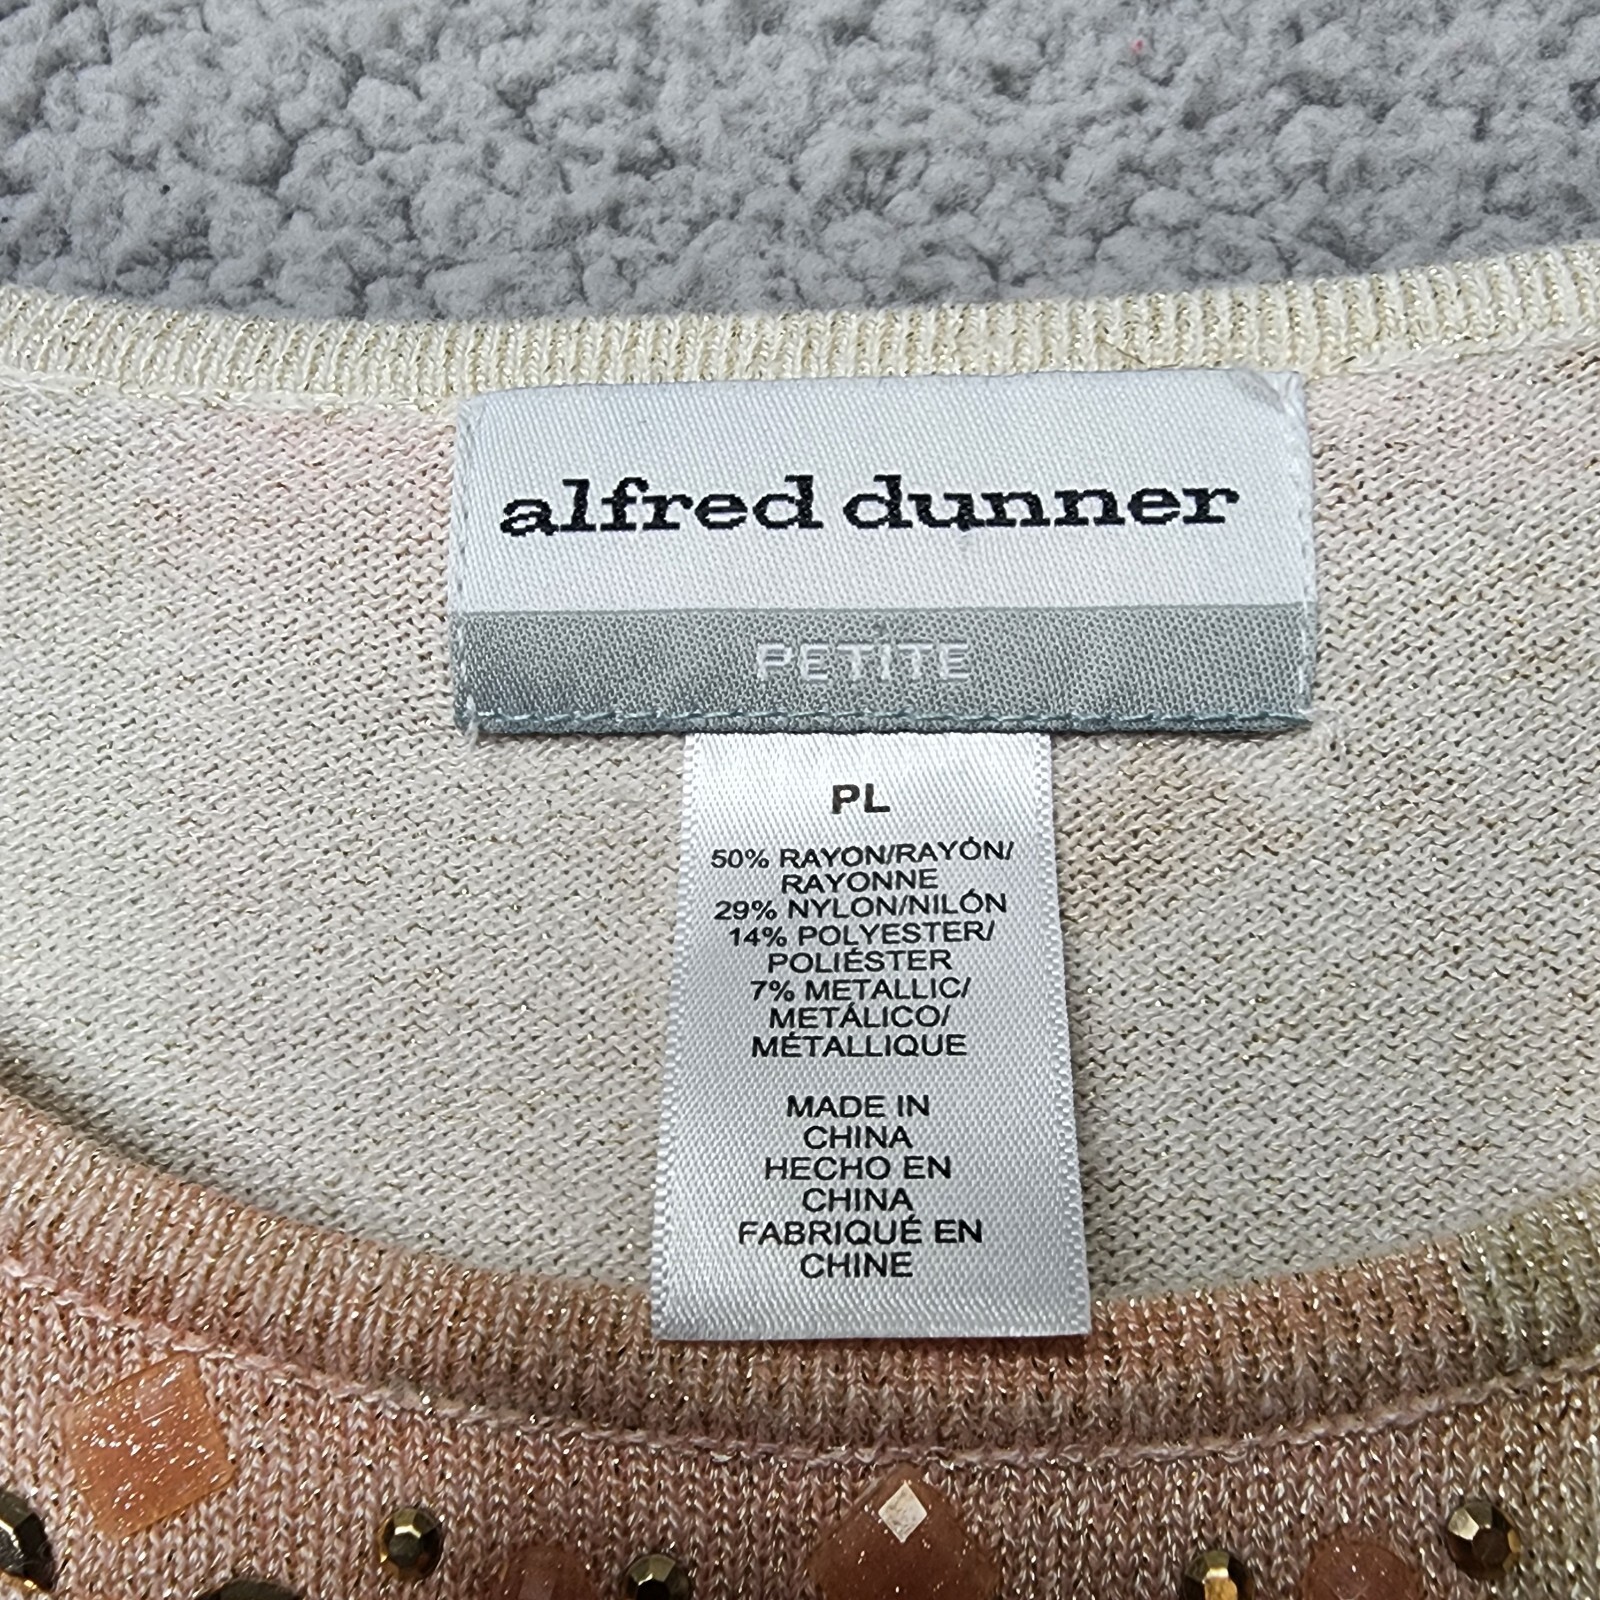 alfred dunner
PETITE
PL
50% RAYON/RAYÓN/
RAYONNE
29% NYLON/NILÓN
14% POLYESTER/
POLIÉSTER
7% METALLIC/
METÁLICO/
MÉTALLIQUE
MADE IN
CHINA
HECHO EN
CHINA
FABRIQUÉ EN
CHINE